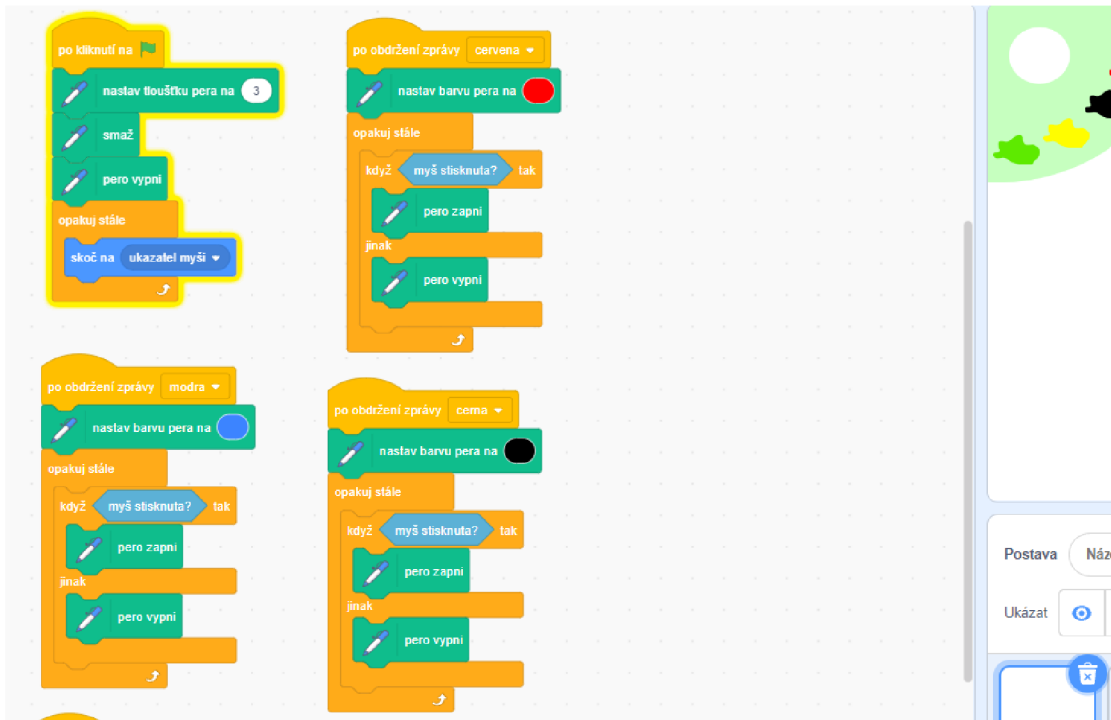 po kliknutí na
nastav tloušťku pera na 3
smaž
pero vypni
opakuj stále
skoč na ukazatel myši
po obdržení zprávy cervena
nastav barvu pera na
opakuj stále
když myš stisknuta? tak
pero zapni
jinak
pero vypni
po obdržení zprávy modra
nastav barvu pera na
opakuj stále
když myš stisknuta? tak
pero zapni
jinak
pero vypni
po obdržení zprávy cerna
nastav barvu pera na
opakuj stále
když myš stisknuta? tak
pero zapni
jinak
pero vypni
Postava
Ukázat